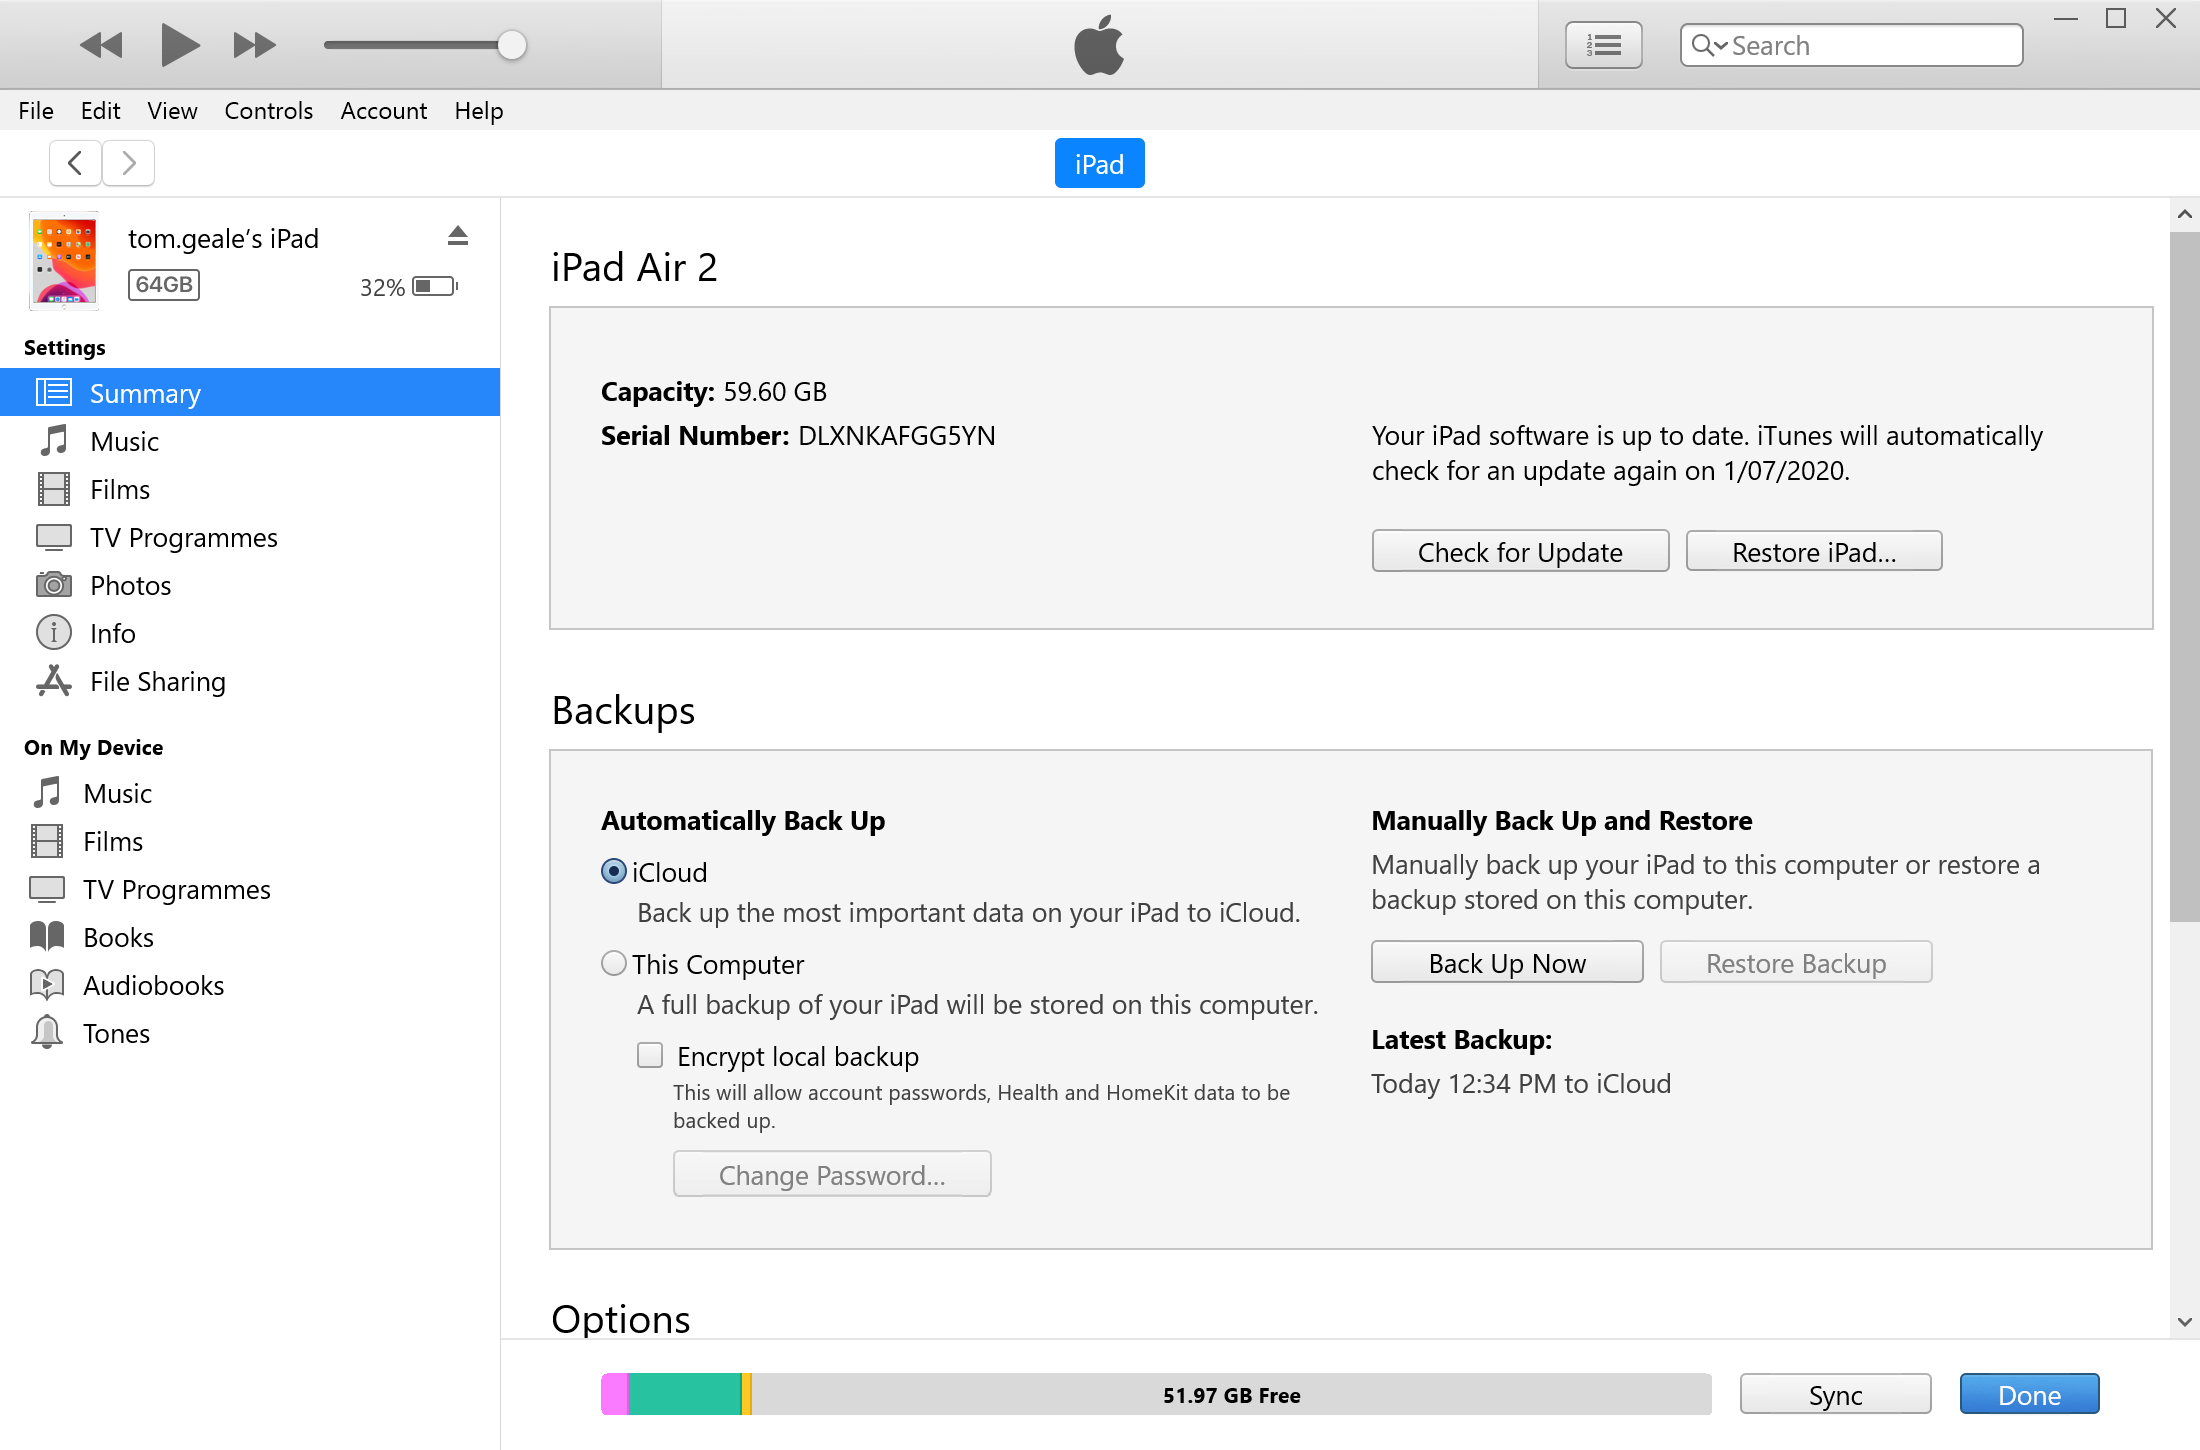 Search
File Edit View Controls Account Help
iPad
tom.geale’s iPad
64GB
32%
Settings
Summary
Music
Films
TV Programmes
Photos
Info
File Sharing
On My Device
Music
Films
TV Programmes
Books
Audiobooks
Tones
iPad Air 2
Capacity: 59.60 GB
Serial Number: DLXNKAFGG5YN
Your iPad software is up to date. iTunes will automatically
check for an update again on 1/07/2020.
Check for Update
Restore iPad...
Backups
Automatically Back Up
iCloud
Back up the most important data on your iPad to iCloud.
This Computer
A full backup of your iPad will be stored on this computer.
Encrypt local backup
This will allow account passwords, Health and HomeKit data to be
backed up.
Change Password...
Manually Back Up and Restore
Manually back up your iPad to this computer or restore a
backup stored on this computer.
Back Up Now
Restore Backup
Latest Backup:
Today 12:34 PM to iCloud
Options
51.97 GB Free
Sync
Done